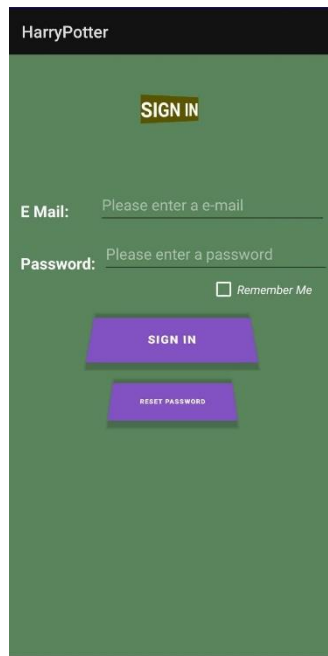 HarryPotter
SIGN IN
E Mail: Please enter a e-mail
Password: Please enter a password
Remember Me
SIGN IN
RESET PASSWORD